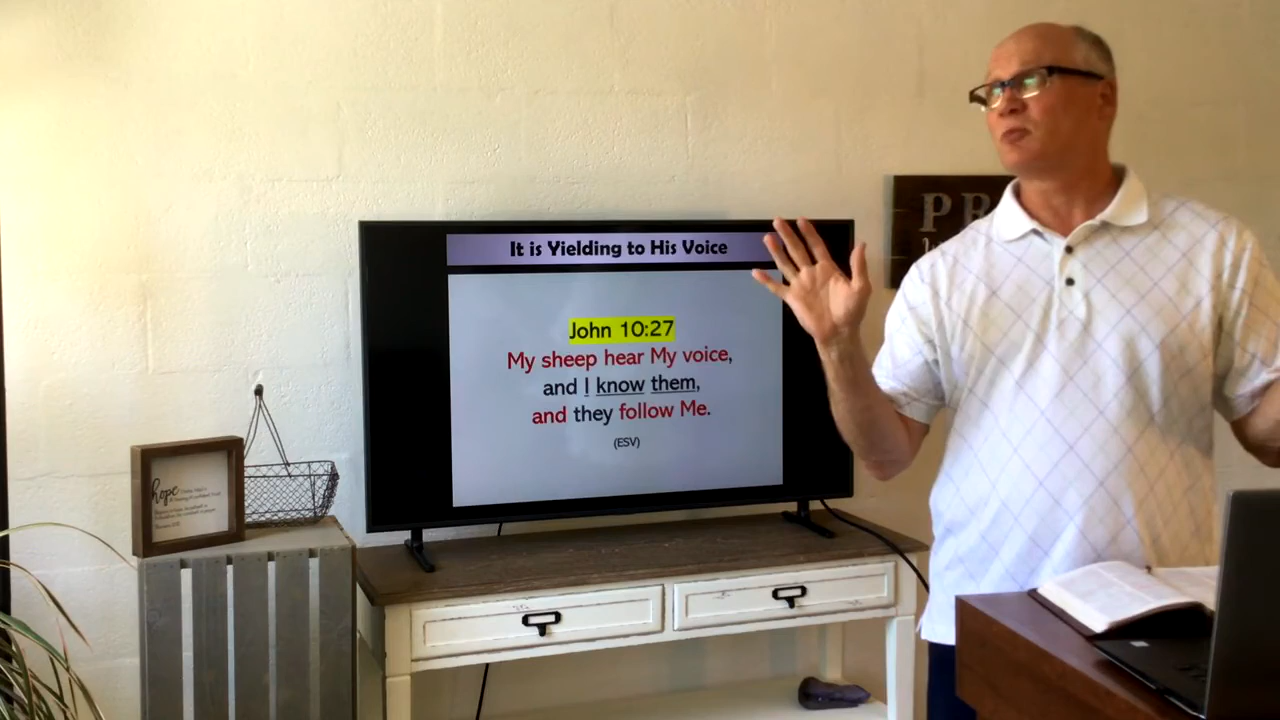 It is Yielding to His Voice
John 10:27
My sheep hear My voice,
and I know them,
and they follow Me.
(ESV)
PR
hope